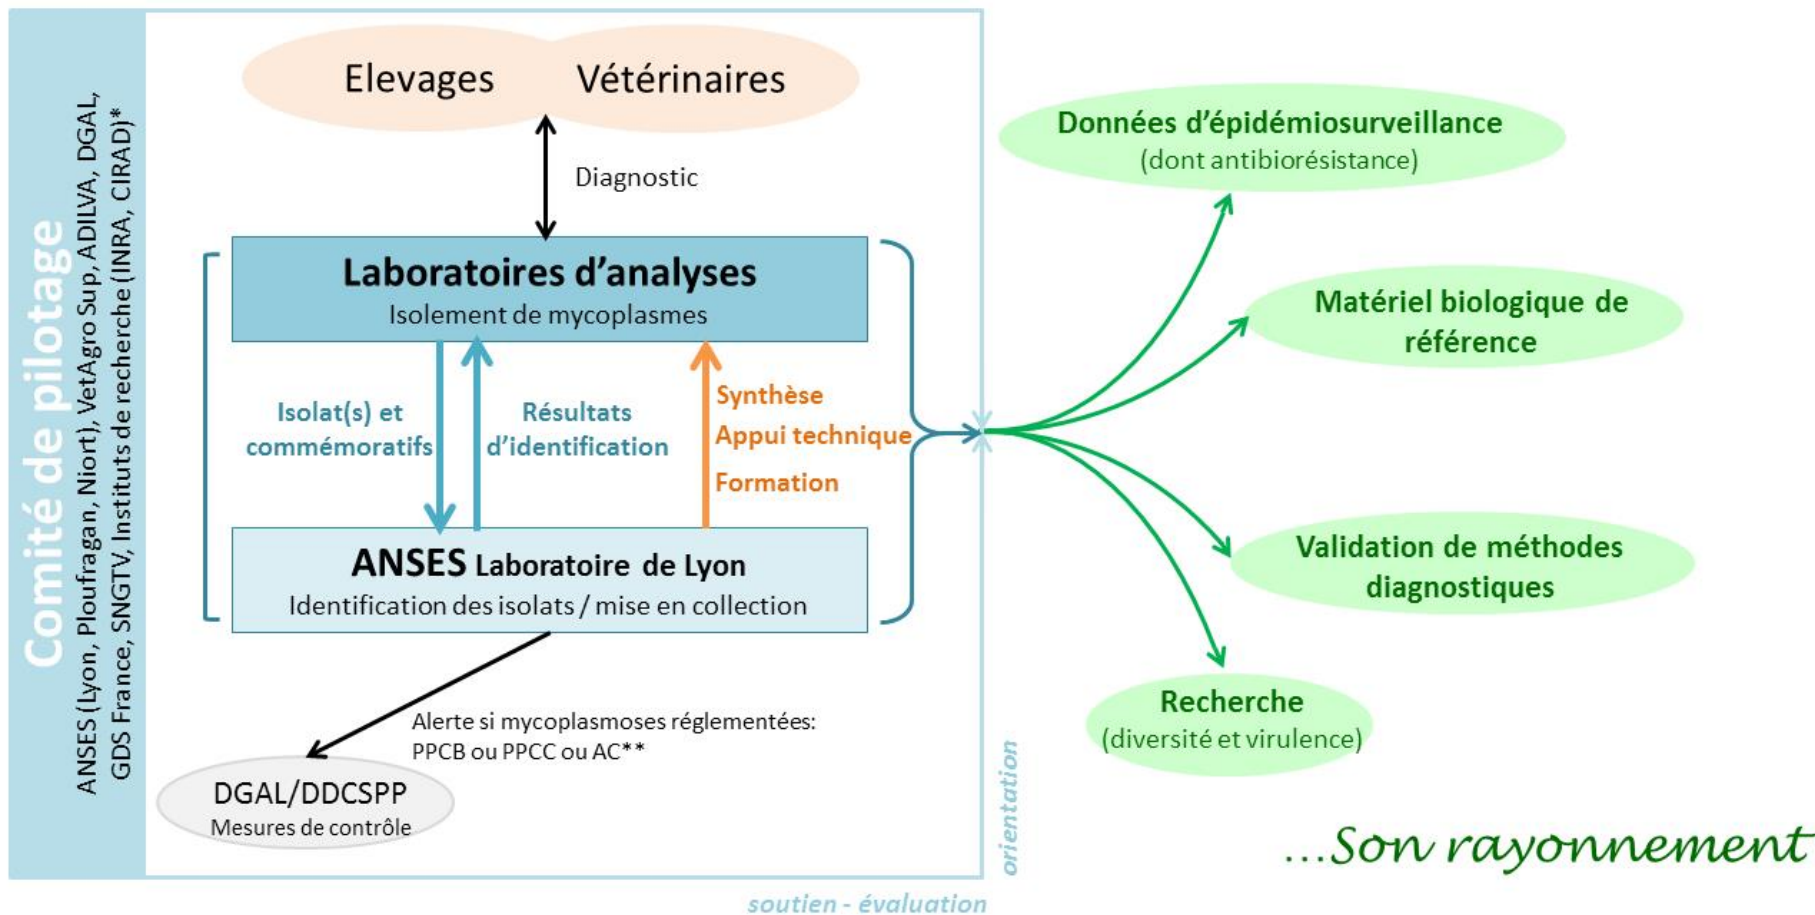 Comité de pilotage
ANSES (Lyon, Ploufragan, Niort), VetAgro Sup, ADILVA, DGAL,
GDS France, SNGTV, Instituts de recherche (INRA, CIRAD)*
Elevages
Vétérinaires
Diagnostic
Laboratoires d’analyses
Isolement de mycoplasmes
Isolat(s) et
commémoratifs
Résultats
d’identification
Synthèse
Appui technique
Formation
ANSES Laboratoire de Lyon
Identification des isolats / mise en collection
Alerte si mycoplasmoses réglementées:
PPCB ou PPCC ou AC**
DGAL/DDCSPP
Mesures de contrôle
Données d’épidémiosurveillance
(dont antibiorésistance)
Matériel biologique de
référence
Validation de méthodes
diagnostiques
Recherche
(diversité et virulence)
orientation
...Son rayonnement
soutien - évaluation